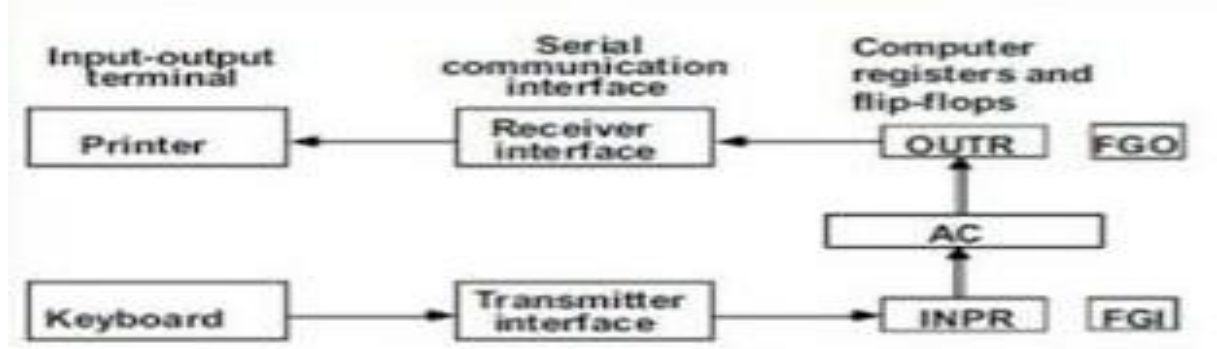 Input-output
terminal
Serial
communication
interface
Computer
registers and
flip-flops
Printer
Receiver
interface
OUTR
FGO
AC
Keyboard
Transmitter
interface
INPR
FGI